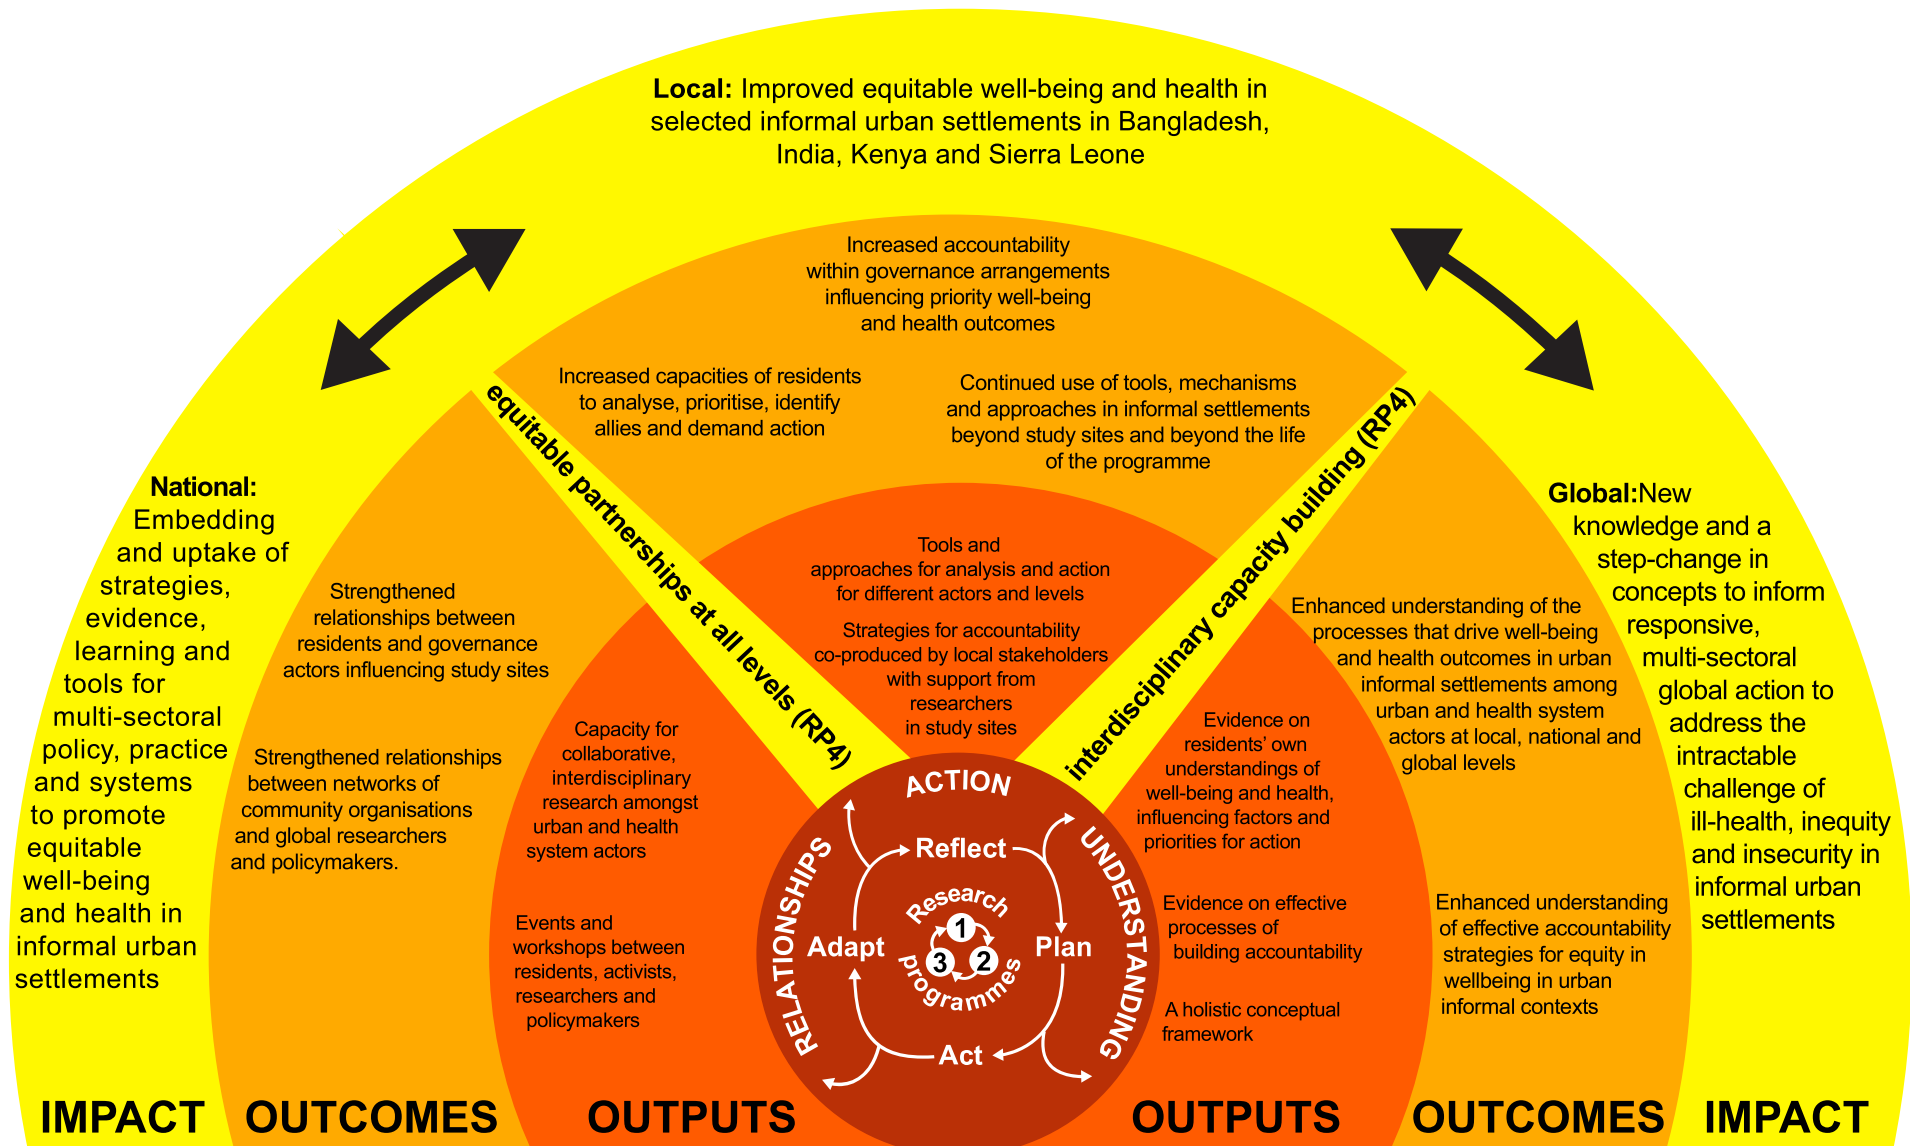 Local: Improved equitable well-being and health in
selected informal urban settlements in Bangladesh,
India, Kenya and Sierra Leone
Increased accountability
within governance arrangements
influencing priority well-being
and health outcomes
Increased capacities of residents
to analyse, prioritise, identify
allies and demand action
Continued use of tools, mechanisms
and approaches in informal settlements
beyond study sites and beyond the life
of the programme
equitable partnerships at all levels (RP4)
interdisciplinary capacity building (RP4)
National:
Embedding
and uptake of
strategies,
evidence,
learning and
tools for
multi-sectoral
policy, practice
and systems
to promote
equitable
well-being
and health in
informal urban
settlements
Strengthened
relationships between
residents and governance
actors influencing study sites
Strengthened relationships
between networks of
community organisations
and global researchers
and policymakers.
Capacity for
collaborative,
interdisciplinary
research amongst
urban and health
system actors
Events and
workshops between
residents, activists,
researchers and
policymakers
Tools and
approaches for analysis and action
for different actors and levels
Strategies for accountability
co-produced by local stakeholders
with support from
researchers
in study sites
ACTION
RELATIONSHIPS
UNDERSTANDING
Reflect
Plan
Act
Adapt
Research
programmes
1
2
3
Evidence on
residents’ own
understandings of
well-being and health,
influencing factors and
priorities for action
Evidence on effective
processes of
building accountability
A holistic conceptual
framework
Enhanced understanding of the
processes that drive well-being
and health outcomes in urban
informal settlements among
urban and health system
actors at local, national and
global levels
Enhanced understanding
of effective accountability
strategies for equity in
wellbeing in urban
informal contexts
Global:New
knowledge and a
step-change in
concepts to inform
responsive,
multi-sectoral
global action to
address the
intractable
challenge of
ill-health, inequity
and insecurity in
informal urban
settlements
IMPACT
OUTCOMES
OUTPUTS
OUTPUTS
OUTCOMES
IMPACT